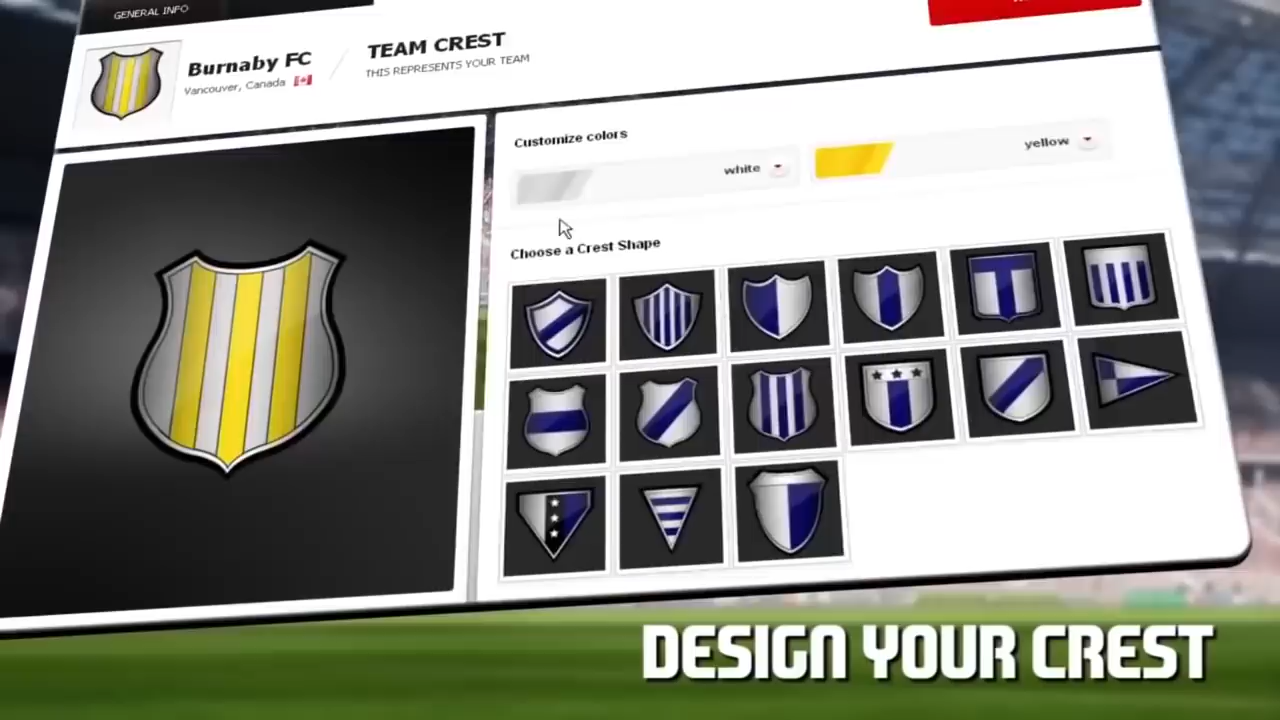 GENERAL INFO
Burnaby FC
Vancouver, Canada
TEAM CREST
THIS REPRESENTS YOUR TEAM
Customize colors
white
yellow
Choose a Crest Shape
DESIGN YOUR CREST